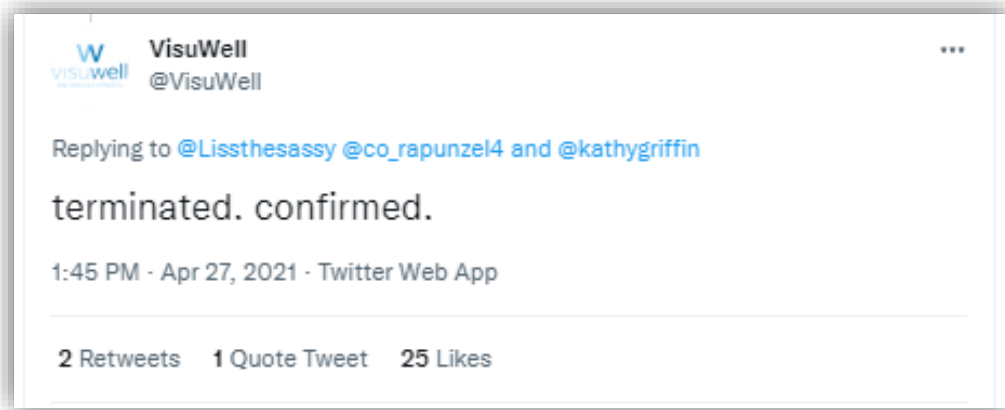 VisuWell
visuwell
@VisuWell
Replying to @Lissthesassy @co_rapunzel4 and @kathygriffin
terminated. confirmed.
1:45 PM · Apr 27, 2021 · Twitter Web App
2 Retweets 1 Quote Tweet 25 Likes